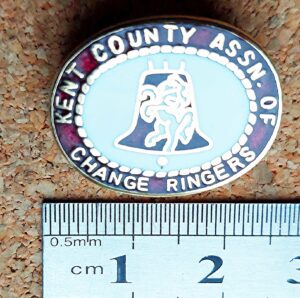 KENT COUNTY ASSN. OF
CHANGE RINGERS
0.5mm
cm 1 2 3